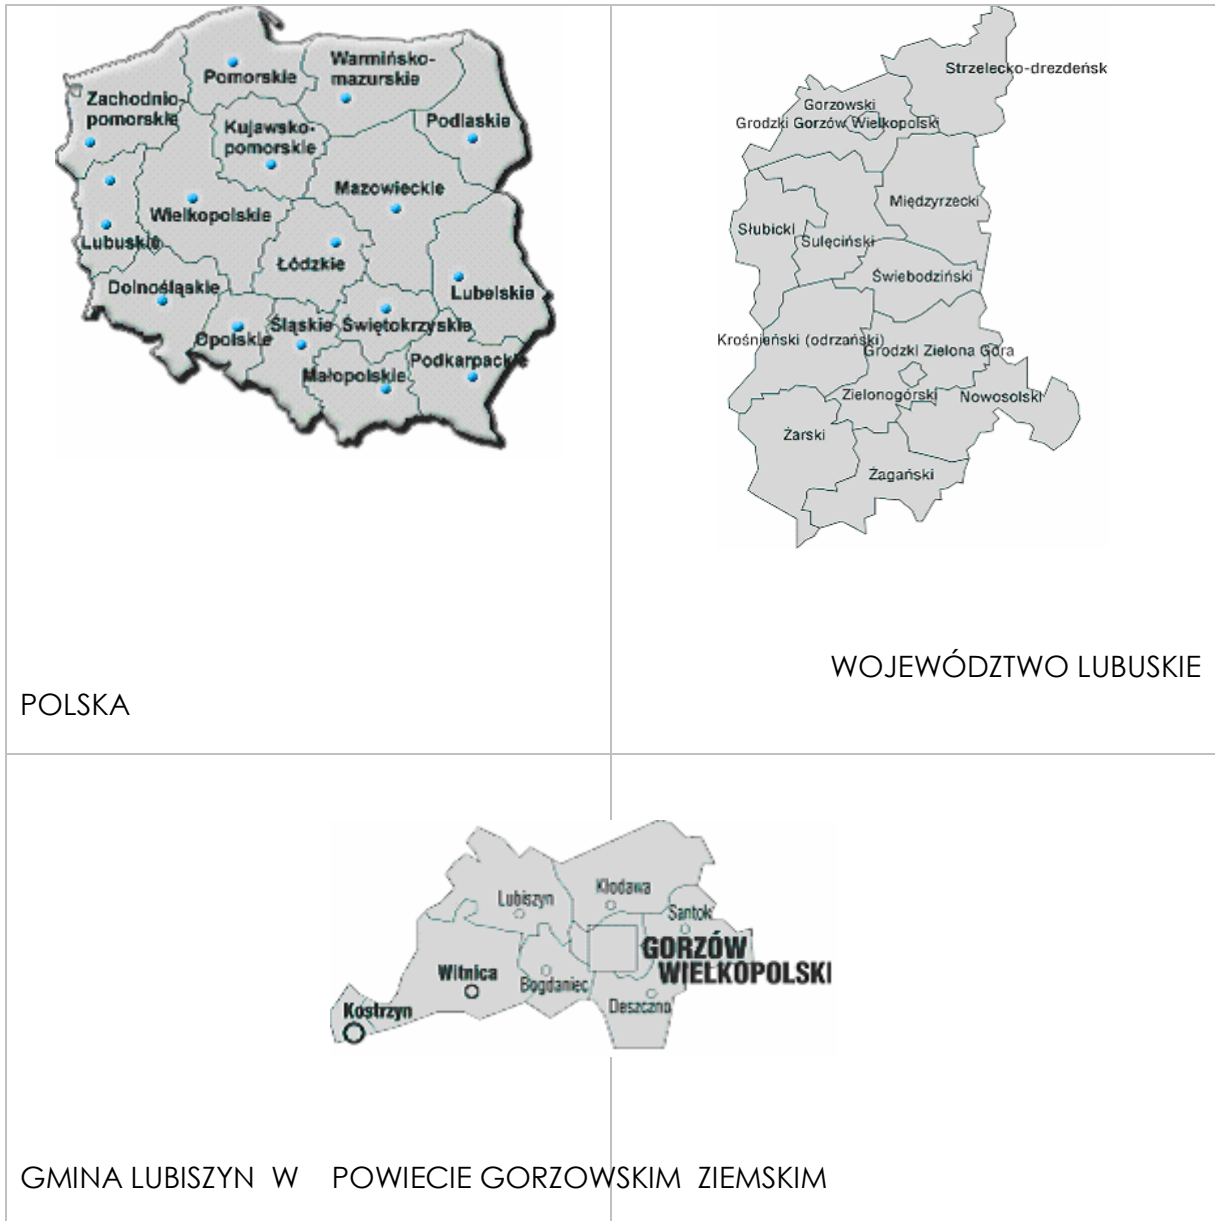 Pomorskie
Warmińsko-
mazurskie
Zachodnio-
pomorskie
Kujawsko-
pomorskie
Podlaskie
Mazowieckie
Wielkopolskie
Lubuskie
Łódzkie
Dolnośląskie
Lubelskie
Opolskie
Śląskie
Świętokrzyskie
Małopolskie
Podkarpackie
POLSKA
Strzelecko-drezdeńsk
Gorzowski
Grodzki Gorzów Wielkopolski
Międzyrzecki
Słubicki
Sulęciński
Świebodziński
Krośnieński (odrzański)
Grodzki Zielona Góra
Zielonogórski
Nowosolski
Żarski
Żagański
WOJEWÓDZTWO LUBUSKIE
Kłodawa
Lubiszyn
Santok
GORZÓW
WIELKOPOLSKI
Witnica
Bogdaniec
Deszczno
Kostrzyn
GMINA LUBISZYN W POWIECIE GORZOWSKIM ZIEMSKIM